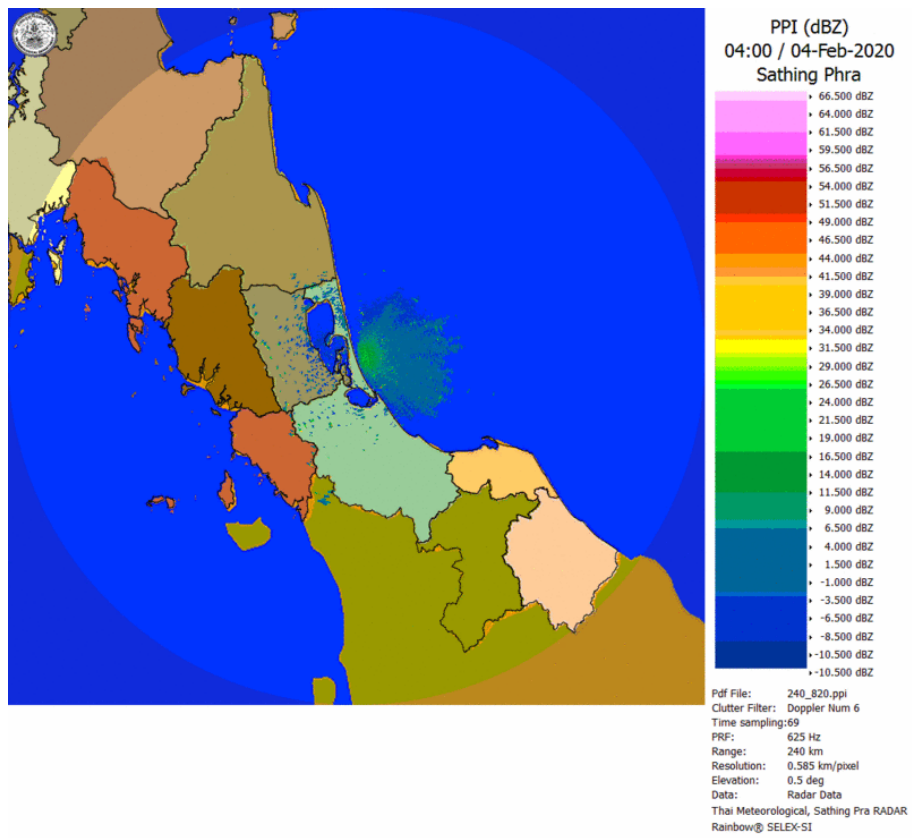 PPI (dBZ)
04:00 / 04-Feb-2020
Sathing Phra
66.500 dBZ
64.000 dBZ
61.500 dBZ
59.500 dBZ
56.500 dBZ
54.000 dBZ
51.500 dBZ
49.000 dBZ
46.500 dBZ
44.000 dBZ
41.500 dBZ
39.000 dBZ
36.500 dBZ
34.000 dBZ
31.500 dBZ
29.000 dBZ
26.500 dBZ
24.000 dBZ
21.500 dBZ
19.000 dBZ
16.500 dBZ
14.000 dBZ
11.500 dBZ
9.000 dBZ
6.500 dBZ
4.000 dBZ
1.500 dBZ
-1.000 dBZ
-3.500 dBZ
-6.500 dBZ
-8.500 dBZ
-10.500 dBZ
-10.500 dBZ
Pdf File: 240_820.ppi
Clutter Filter: Doppler Num 6
Time sampling:69
PRF: 625 Hz
Range: 240 km
Resolution: 0.585 km/pixel
Elevation: 0.5 deg
Data: Radar Data
Thai Meteorological, Sathing Pra RADAR
Rainbow® SELEX-SI